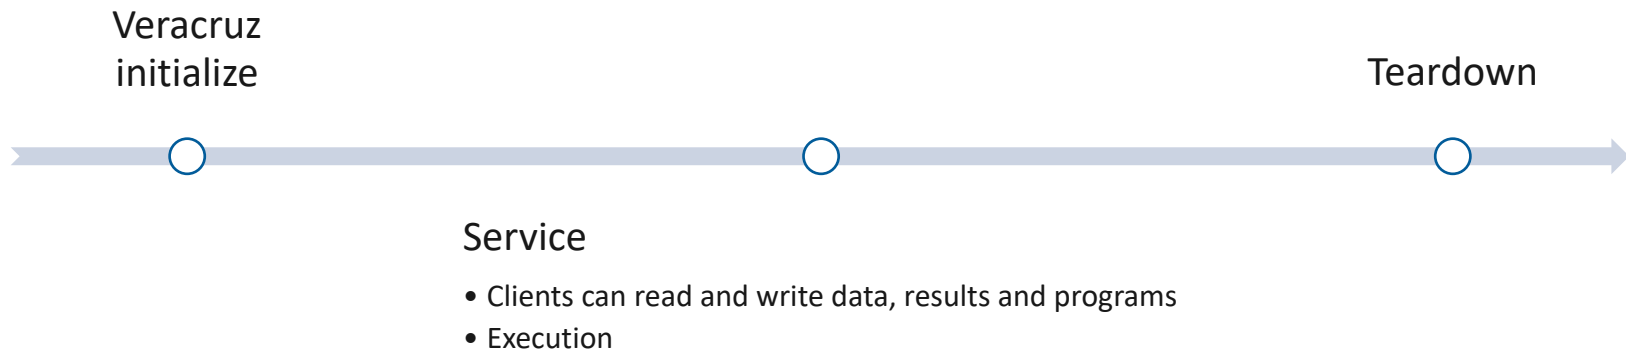 Veracruz
initialize
Teardown
Service
• Clients can read and write data, results and programs
• Execution